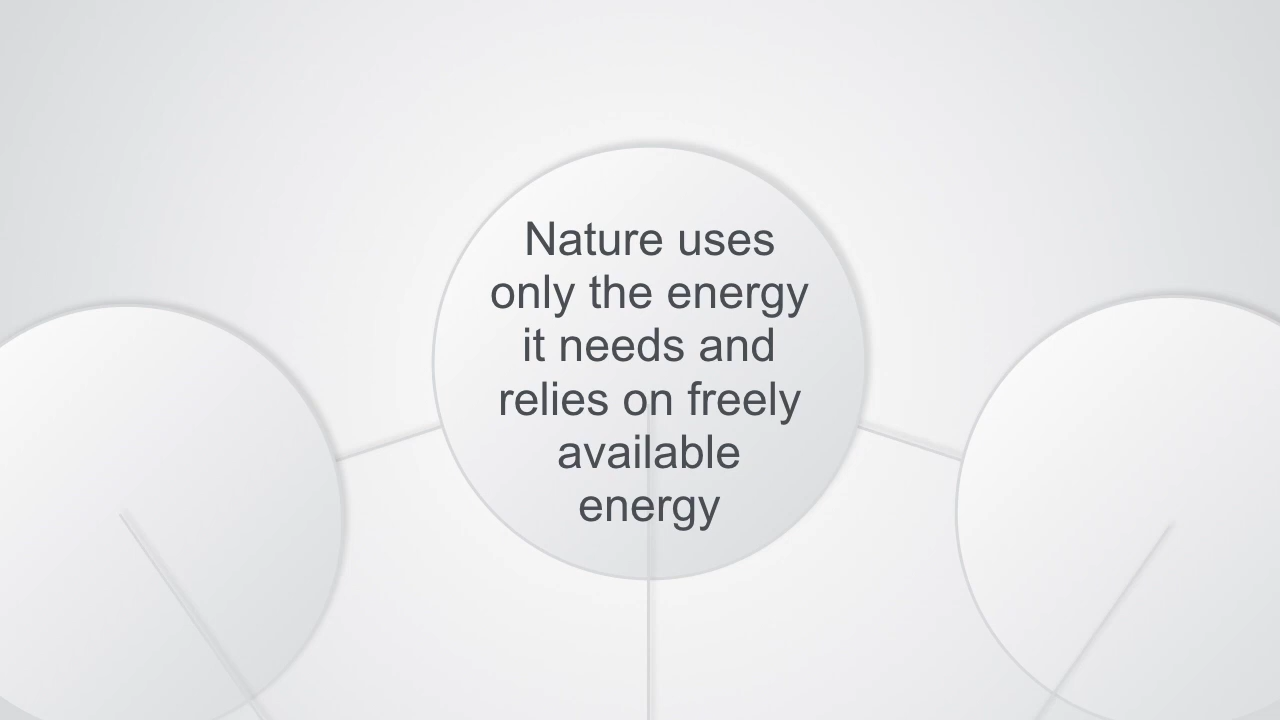 Nature uses
only the energy
it needs and
relies on freely
available
energy